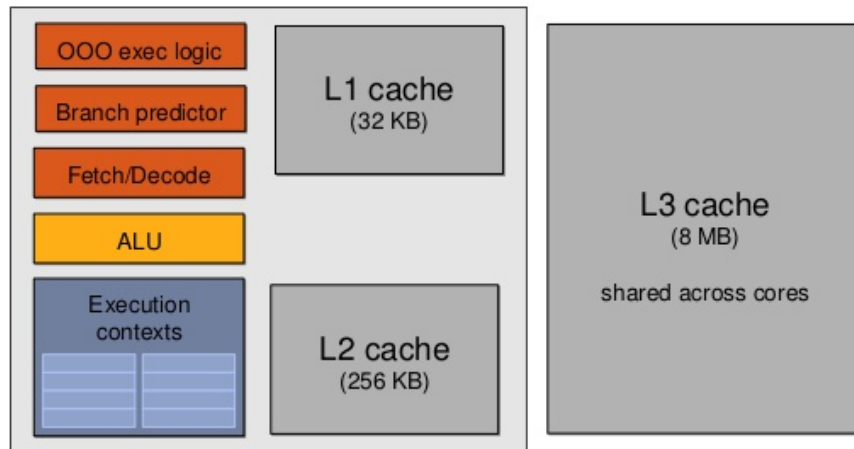 OOO exec logic
Branch predictor
Fetch/Decode
ALU
Execution
contexts
L1 cache
(32 KB)
L2 cache
(256 KB)
L3 cache
(8 MB)
shared across cores